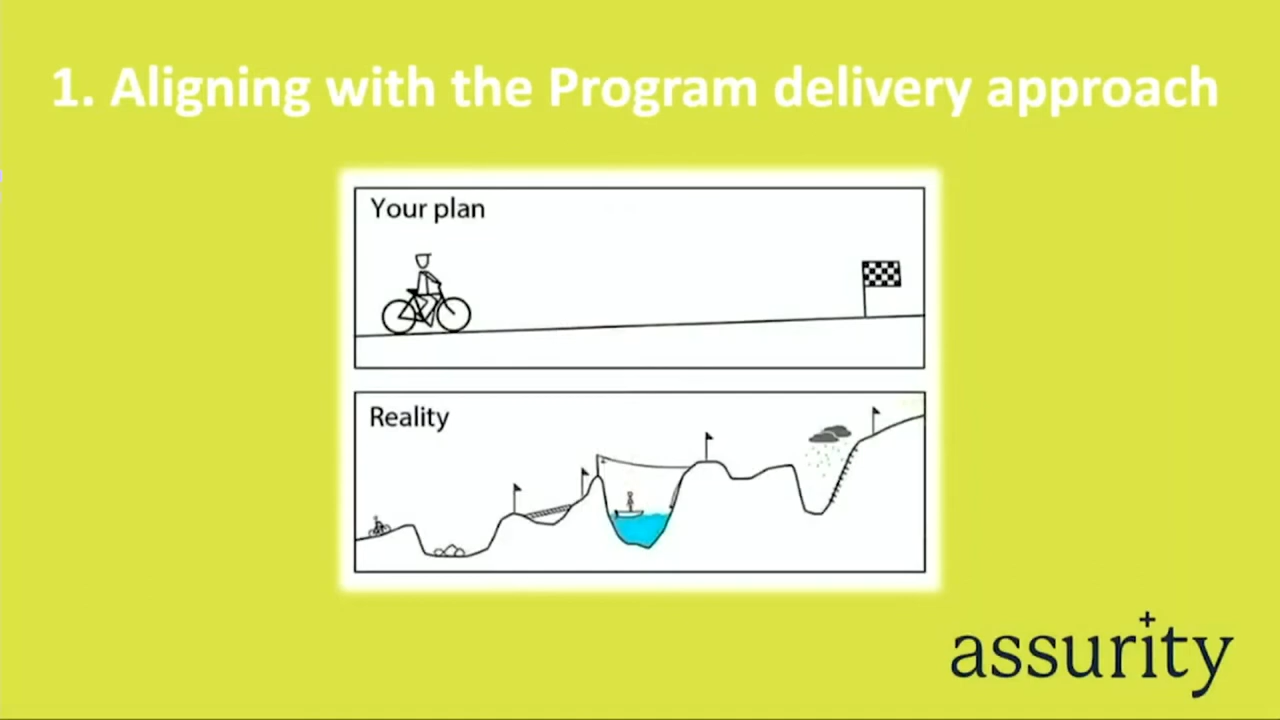 1. Aligning with the Program delivery approach
Your plan
Reality
assurity